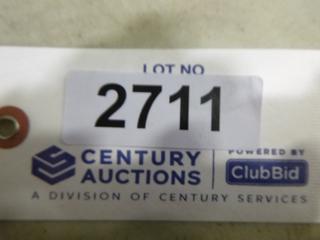 LOT NO
2711
CENTURY
AUCTIONS
POWERED BY
ClubBid
A DIVISION OF CENTURY SERVICES